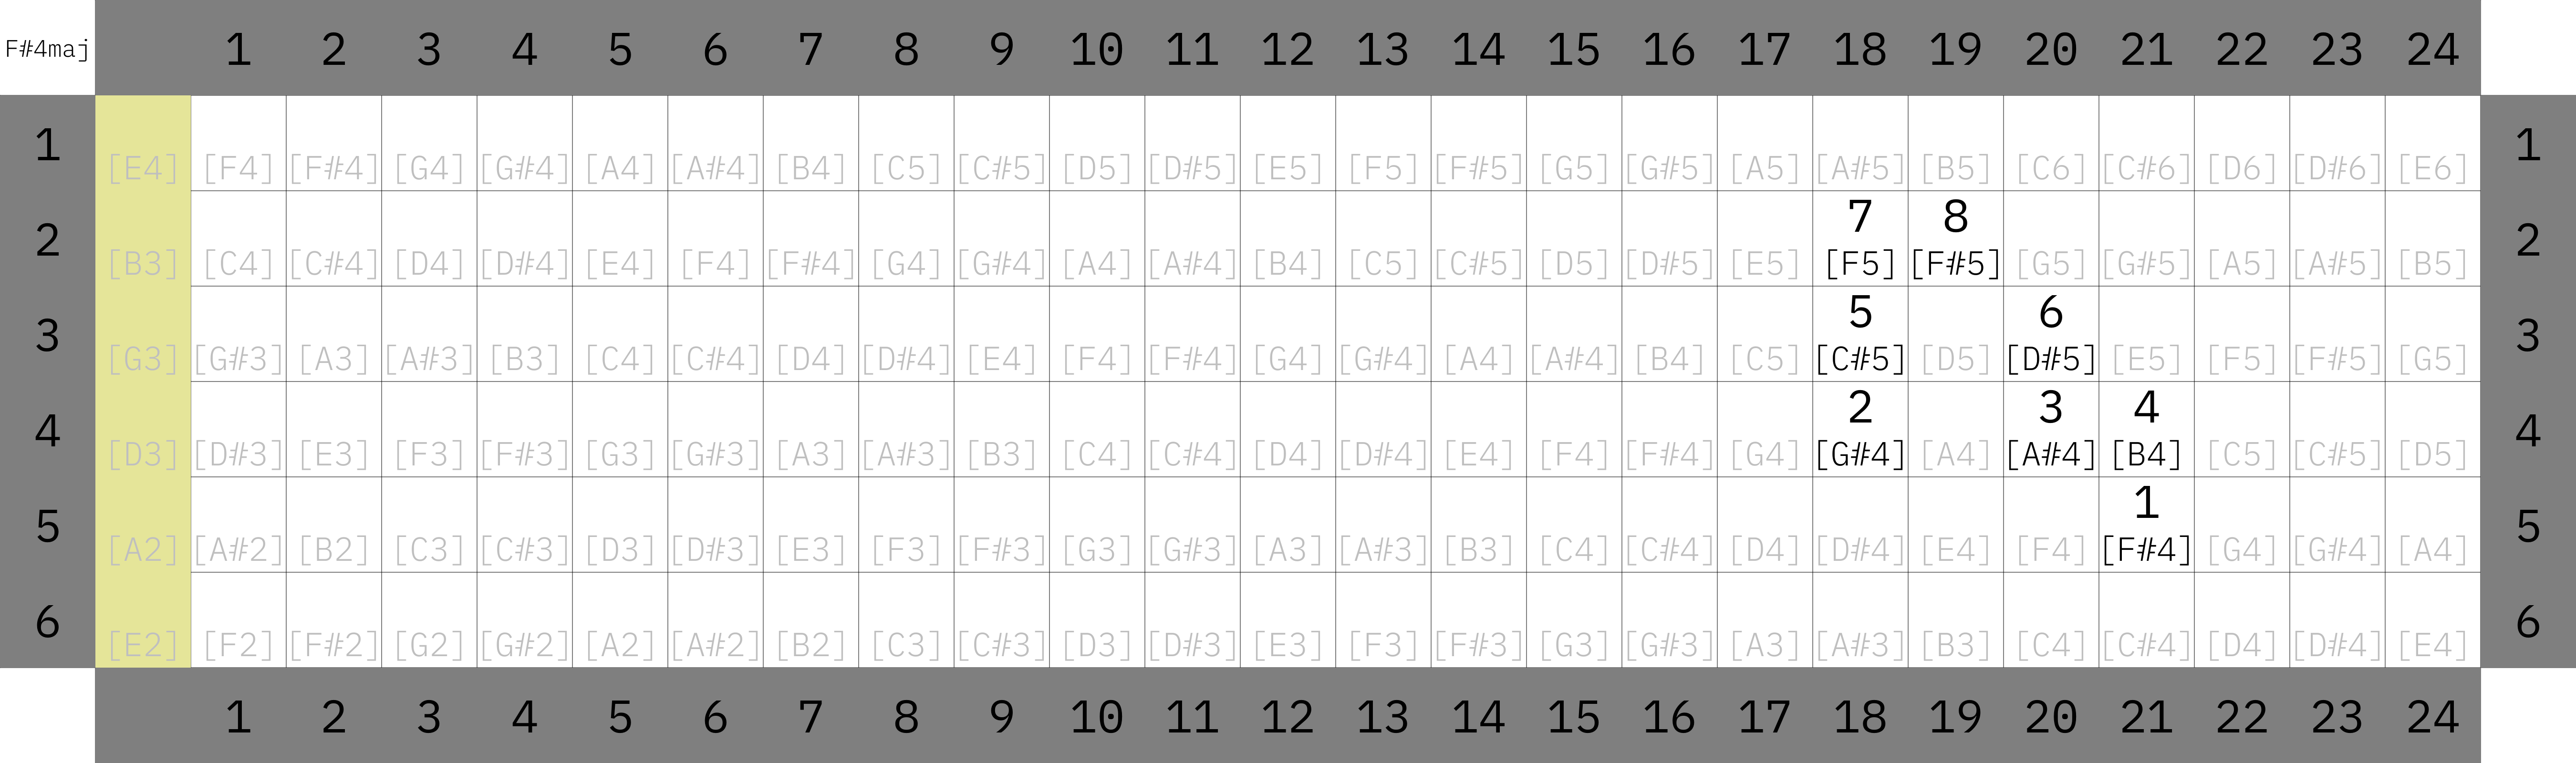 F#4maj 1 2 3 4 5 6 7 8 9 10 11 12 13 14 15 16 17 18 19 20 21 22 23 24
1 [E4] [F4] [F#4] [G4] [G#4] [A4] [A#4] [B4] [C5] [C#5] [D5] [D#5] [E5] [F5] [F#5] [G5] [G#5] [A5] [A#5] [B5] [C6] [C#6] [D6] [D#6] [E6] 1
7 8
2 [B3] [C4] [C#4] [D4] [D#4] [E4] [F4] [F#4] [G4] [G#4] [A4] [A#4] [B4] [C5] [C#5] [D5] [D#5] [E5] [F5] [F#5] [G5] [G#5] [A5] [A#5] [B5] 2
5 6
3 [G3] [G#3] [A3] [A#3] [B3] [C4] [C#4] [D4] [D#4] [E4] [F4] [F#4] [G4] [G#4] [A4] [A#4] [B4] [C5] [C#5] [D5] [D#5] [E5] [F5] [F#5] [G5] 3
2 3 4
4 [D3] [D#3] [E3] [F3] [F#3] [G3] [G#3] [A3] [A#3] [B3] [C4] [C#4] [D4] [D#4] [E4] [F4] [F#4] [G4] [G#4] [A4] [A#4] [B4] [C5] [C#5] [D5] 4
1
5 [A2] [A#2] [B2] [C3] [C#3] [D3] [D#3] [E3] [F3] [F#3] [G3] [G#3] [A3] [A#3] [B3] [C4] [C#4] [D4] [D#4] [E4] [F4] [F#4] [G4] [G#4] [A4] 5
6 [E2] [F2] [F#2] [G2] [G#2] [A2] [A#2] [B2] [C3] [C#3] [D3] [D#3] [E3] [F3] [F#3] [G3] [G#3] [A3] [A#3] [B3] [C4] [C#4] [D4] [D#4] [E4] 6
1 2 3 4 5 6 7 8 9 10 11 12 13 14 15 16 17 18 19 20 21 22 23 24